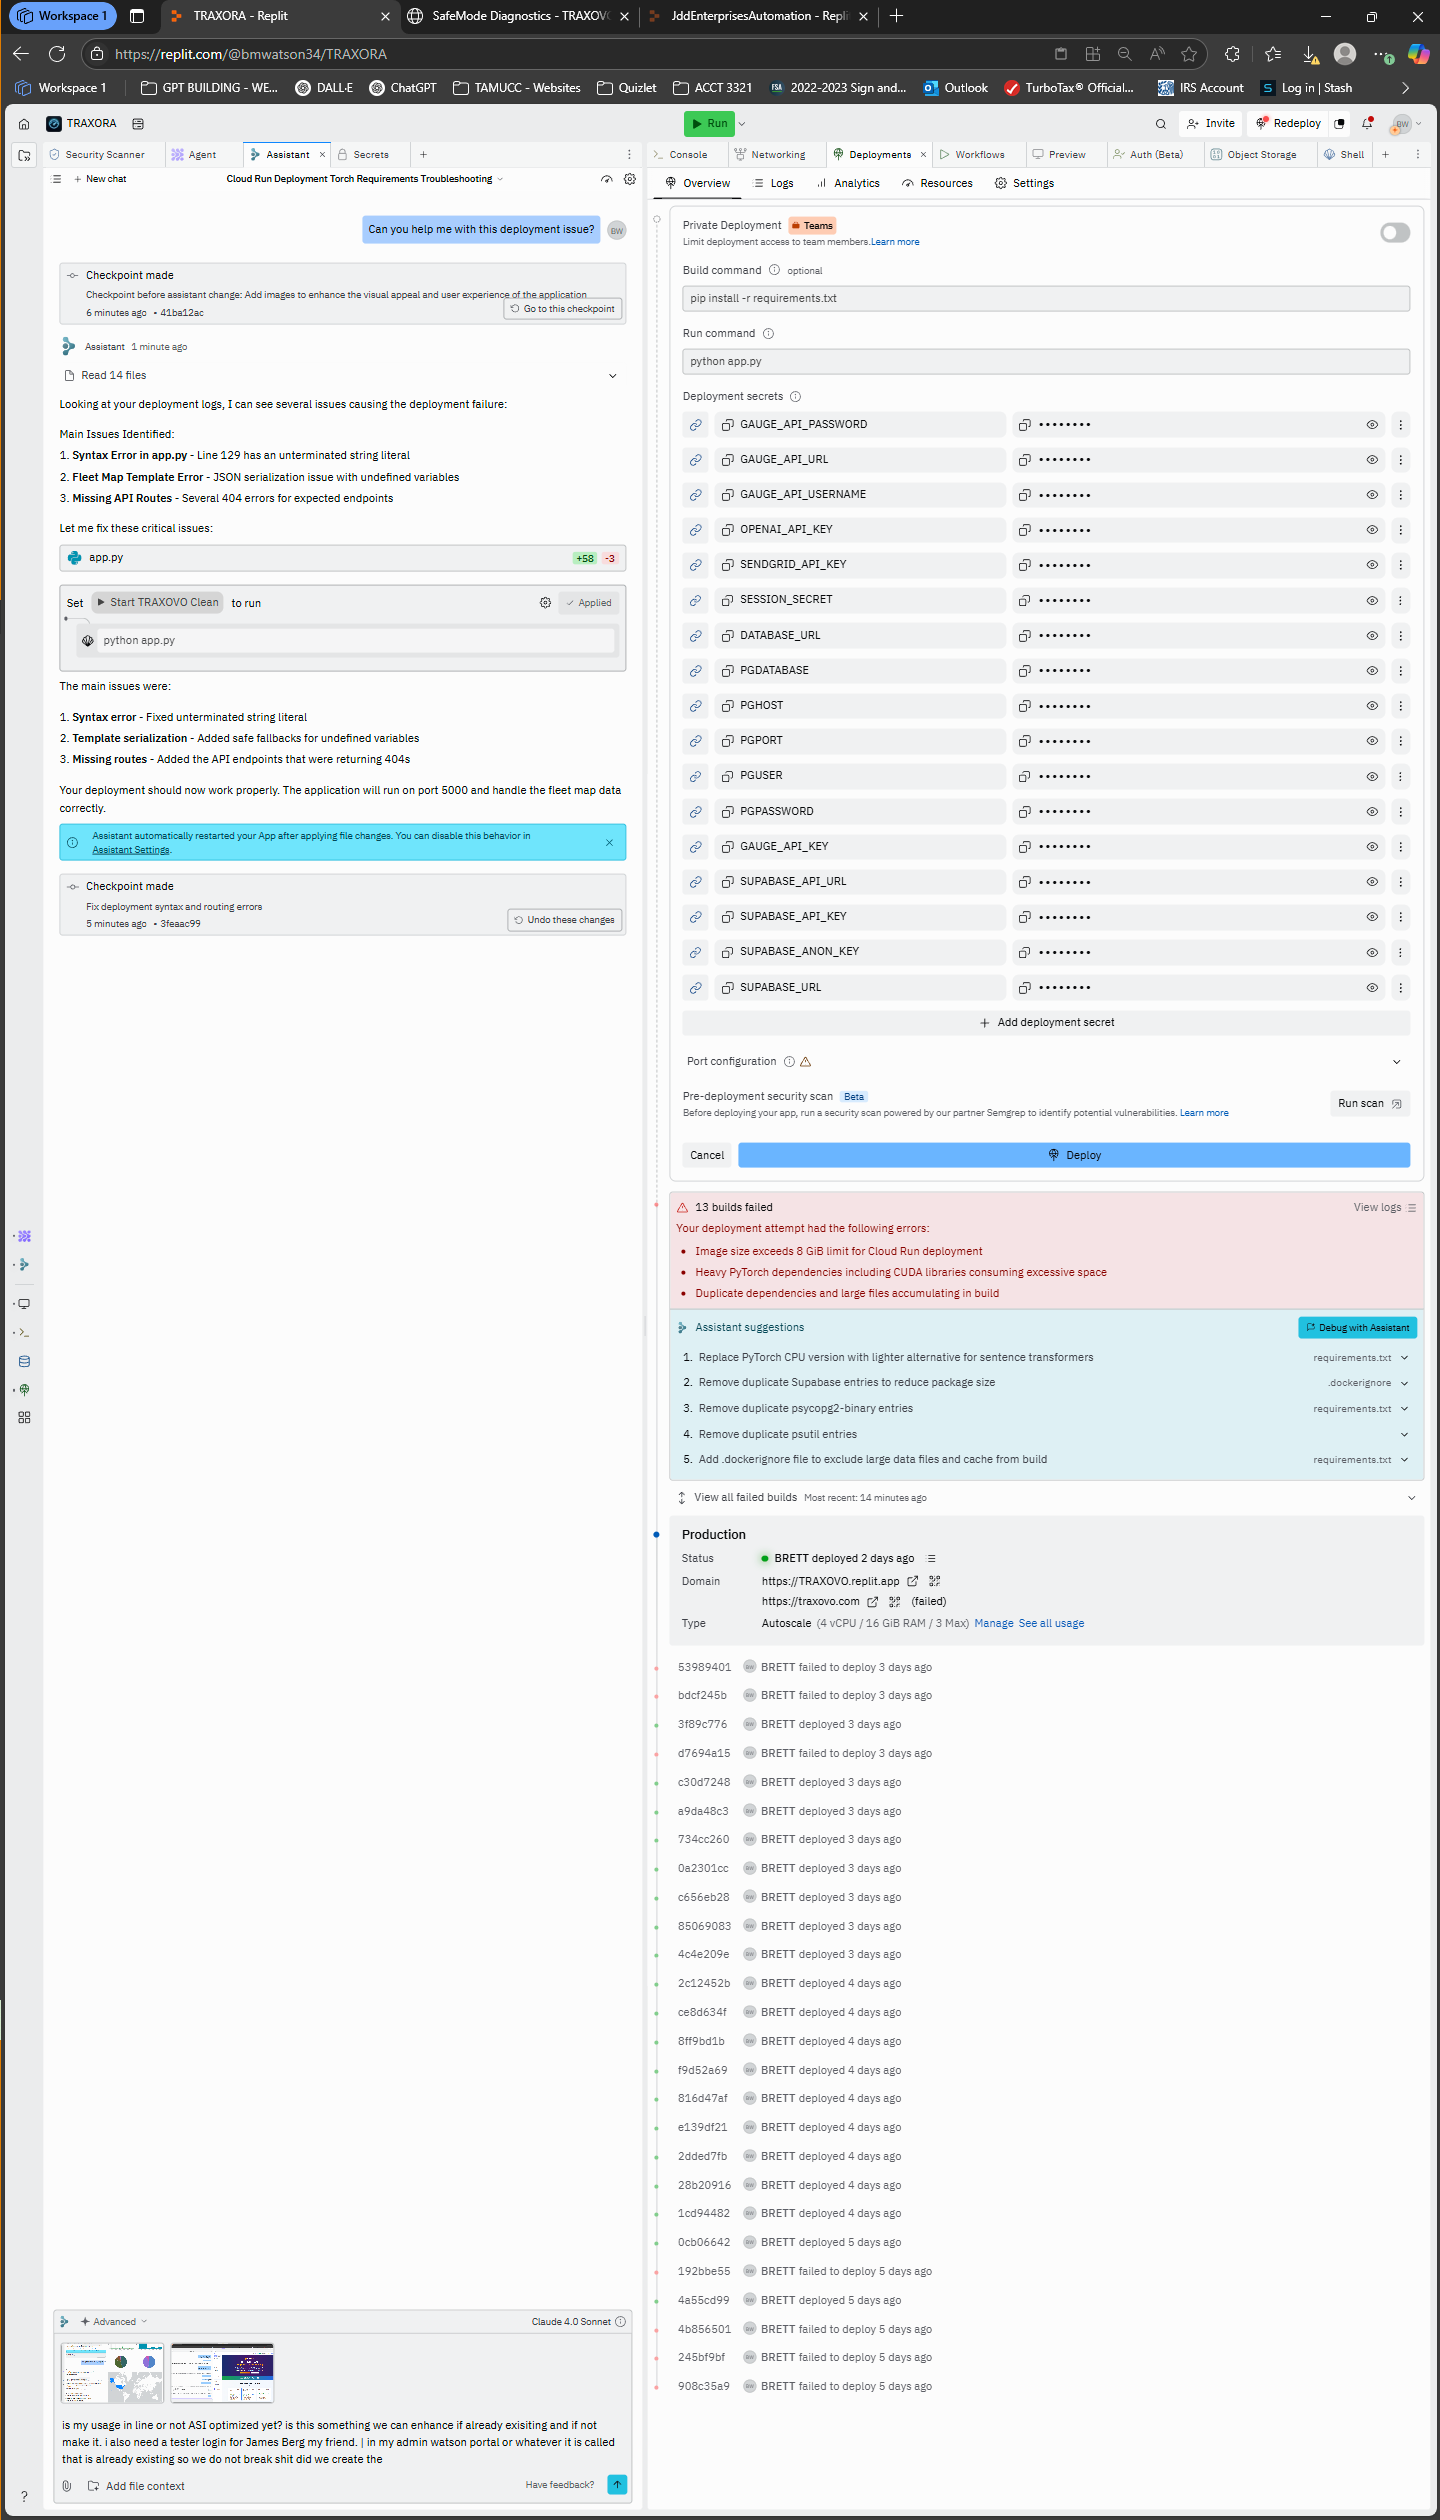 Workspace 1
TRAXORA - Replit
SafeMode Diagnostics - TRAXOVO
JddEnterprisesAutomation - Repli
https://replit.com/@bmwatson34/TRAXORA
Workspace 1
GPT BUILDING - WE...
DALL·E
ChatGPT
TAMUCC - Websites
Quizlet
ACCT 3321
2022-2023 Sign and...
Outlook
TurboTax® Official...
IRS Account
Log in | Stash
TRAXORA
Run
Invite
Redeploy
BW
Security Scanner
Agent
Assistant
Secrets
New chat
Cloud Run Deployment Torch Requirements Troubleshooting
Can you help me with this deployment issue?
BW
Checkpoint made
Checkpoint before assistant change: Add images to enhance the visual appeal and user experience of the application
6 minutes ago • 41ba12ac
Go to this checkpoint
Assistant 1 minute ago
Read 14 files
Looking at your deployment logs, I can see several issues causing the deployment failure:
Main Issues Identified:
1. Syntax Error in app.py - Line 129 has an unterminated string literal
2. Fleet Map Template Error - JSON serialization issue with undefined variables
3. Missing API Routes - Several 404 errors for expected endpoints
Let me fix these critical issues:
app.py
+58 -3
Set Start TRAXOVO Clean to run
Applied
python app.py
The main issues were:
1. Syntax error - Fixed unterminated string literal
2. Template serialization - Added safe fallbacks for undefined variables
3. Missing routes - Added the API endpoints that were returning 404s
Your deployment should now work properly. The application will run on port 5000 and handle the fleet map data
correctly.
Assistant automatically restarted your App after applying file changes. You can disable this behavior in
Assistant Settings.
Checkpoint made
Fix deployment syntax and routing errors
5 minutes ago • 3feaac99
Undo these changes
Advanced
Claude 4.0 Sonnet
is my usage in line or not ASI optimized yet? is this something we can enhance if already exisiting and if not
make it. i also need a tester login for James Berg my friend. | in my admin watson portal or whatever it is called
that is already existing so we do not break shit did we create the
Add file context
Have feedback?
Console
Networking
Deployments
Workflows
Preview
Auth (Beta)
Object Storage
Shell
Overview
Logs
Analytics
Resources
Settings
Private Deployment Teams
Limit deployment access to team members.Learn more
Build command optional
pip install -r requirements.txt
Run command
python app.py
Deployment secrets
GAUGE_API_PASSWORD ••••••••
GAUGE_API_URL ••••••••
GAUGE_API_USERNAME ••••••••
OPENAI_API_KEY ••••••••
SENDGRID_API_KEY ••••••••
SESSION_SECRET ••••••••
DATABASE_URL ••••••••
PGDATABASE ••••••••
PGHOST ••••••••
PGPORT ••••••••
PGUSER ••••••••
PGPASSWORD ••••••••
GAUGE_API_KEY ••••••••
SUPABASE_API_URL ••••••••
SUPABASE_API_KEY ••••••••
SUPABASE_ANON_KEY ••••••••
SUPABASE_URL ••••••••
Add deployment secret
Port configuration
Pre-deployment security scan Beta
Before deploying your app, run a security scan powered by our partner Semgrep to identify potential vulnerabilities. Learn more
Run scan
Cancel
Deploy
13 builds failed
View logs
Your deployment attempt had the following errors:
• Image size exceeds 8 GiB limit for Cloud Run deployment
• Heavy PyTorch dependencies including CUDA libraries consuming excessive space
• Duplicate dependencies and large files accumulating in build
Assistant suggestions
Debug with Assistant
1. Replace PyTorch CPU version with lighter alternative for sentence transformers requirements.txt
2. Remove duplicate Supabase entries to reduce package size .dockerignore
3. Remove duplicate psycopg2-binary entries requirements.txt
4. Remove duplicate psutil entries
5. Add .dockerignore file to exclude large data files and cache from build requirements.txt
View all failed builds Most recent: 14 minutes ago
Production
Status BRETT deployed 2 days ago
Domain https://TRAXOVO.replit.app
https://traxovo.com (failed)
Type Autoscale (4 vCPU / 16 GiB RAM / 3 Max) Manage See all usage
53989401 BRETT failed to deploy 3 days ago
bdcf245b BRETT failed to deploy 3 days ago
3f89c776 BRETT deployed 3 days ago
d7694a15 BRETT failed to deploy 3 days ago
c30d7248 BRETT deployed 3 days ago
a9da48c3 BRETT deployed 3 days ago
734cc260 BRETT deployed 3 days ago
0a2301cc BRETT deployed 3 days ago
c656eb28 BRETT deployed 3 days ago
85069083 BRETT deployed 3 days ago
4c4e209e BRETT deployed 3 days ago
2c12452b BRETT deployed 4 days ago
ce8d634f BRETT deployed 4 days ago
8ff9bd1b BRETT deployed 4 days ago
f9d52a69 BRETT deployed 4 days ago
816d47af BRETT deployed 4 days ago
e139df21 BRETT deployed 4 days ago
2dded7fb BRETT deployed 4 days ago
28b20916 BRETT deployed 4 days ago
1cd94482 BRETT deployed 4 days ago
0cb06642 BRETT deployed 5 days ago
192bbe55 BRETT failed to deploy 5 days ago
4a55cd99 BRETT deployed 5 days ago
4b856501 BRETT failed to deploy 5 days ago
245bf9bf BRETT failed to deploy 5 days ago
908c35a9 BRETT failed to deploy 5 days ago